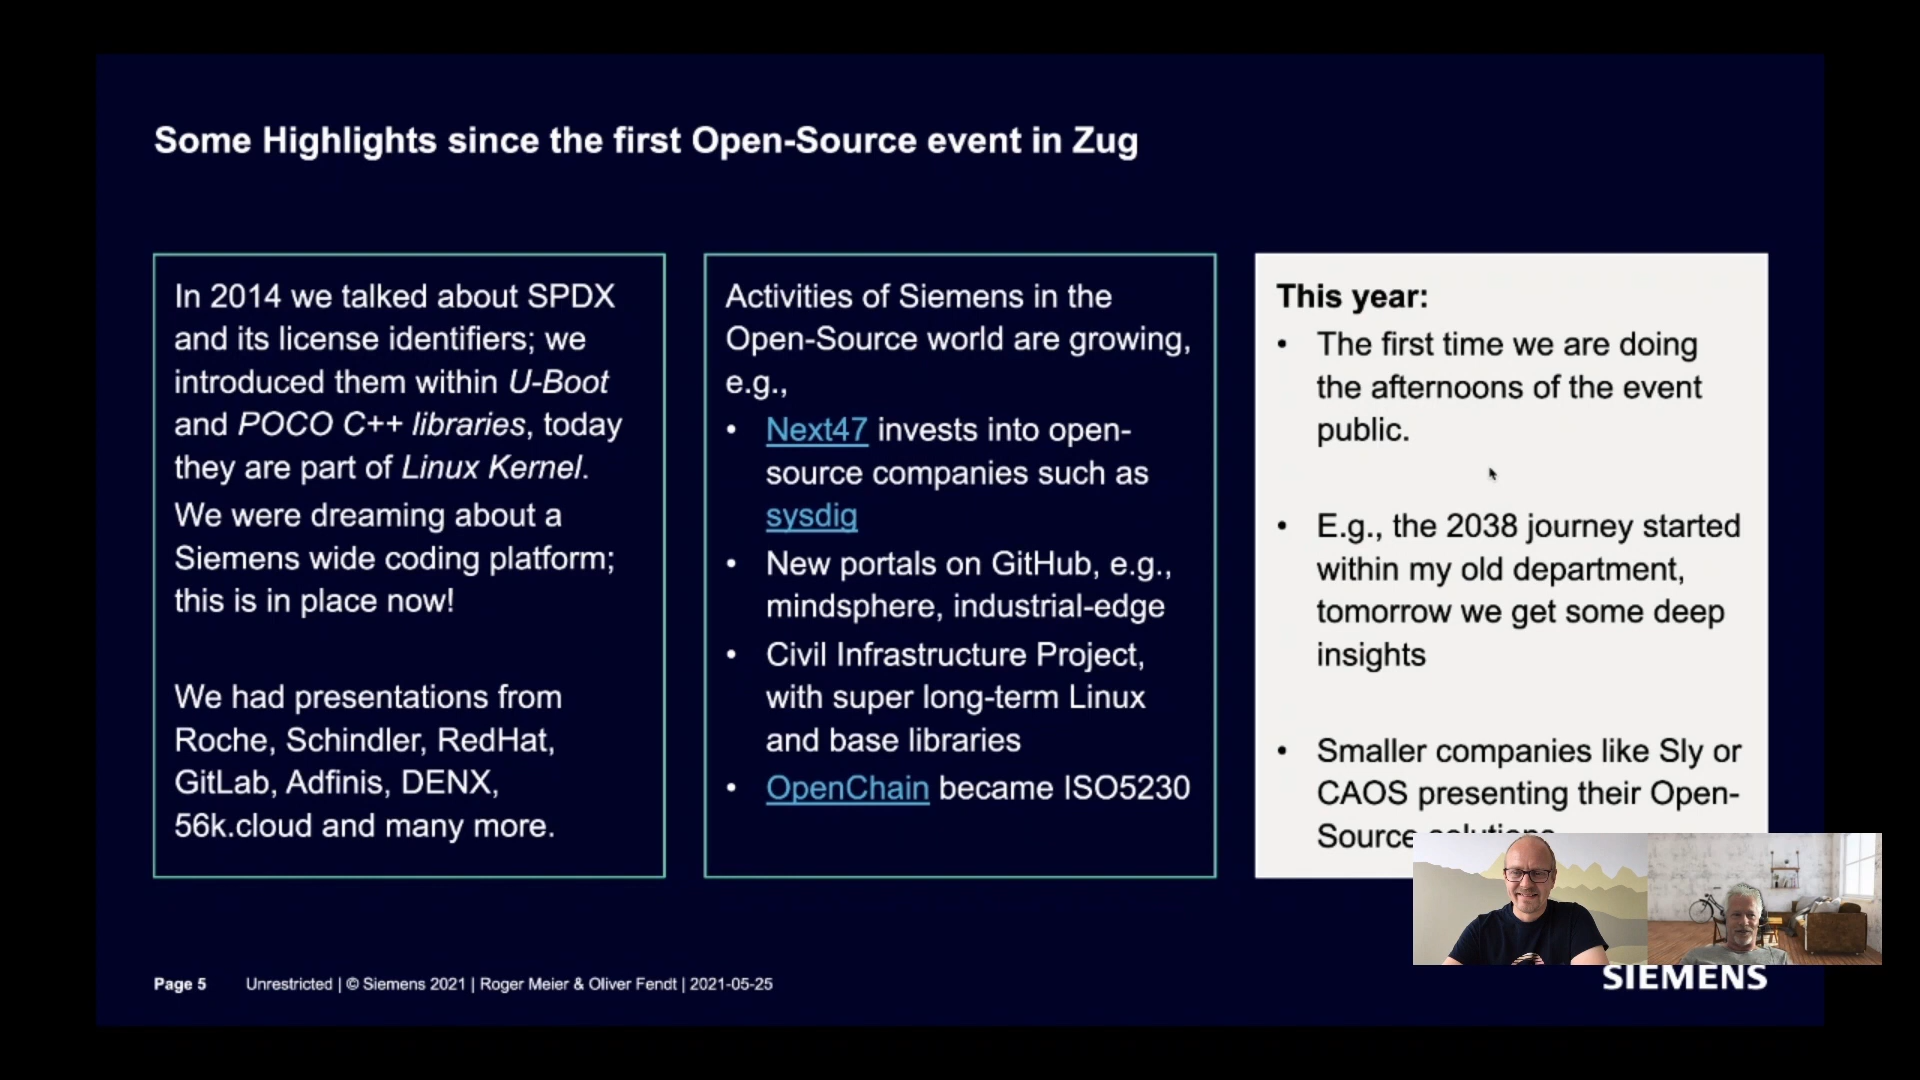 Some Highlights since the first Open-Source event in Zug
In 2014 we talked about SPDX
and its license identifiers; we
introduced them within U-Boot
and POCO C++ libraries, today
they are part of Linux Kernel.
We were dreaming about a
Siemens wide coding platform;
this is in place now!
We had presentations from
Roche, Schindler, RedHat,
GitLab, Adfinis, DENX,
56k.cloud and many more.
Activities of Siemens in the
Open-Source world are growing,
e.g.,
• Next47 invests into open-
source companies such as
sysdig
• New portals on GitHub, e.g.,
mindsphere, industrial-edge
• Civil Infrastructure Project,
with super long-term Linux
and base libraries
• OpenChain became ISO5230
This year:
• The first time we are doing
the afternoons of the event
public.
• E.g., the 2038 journey started
within my old department,
tomorrow we get some deep
insights
• Smaller companies like Sly or
CAOS presenting their Open-
Source solutions
Page 5 Unrestricted | © Siemens 2021 | Roger Meier & Oliver Fendt | 2021-05-25
SIEMENS